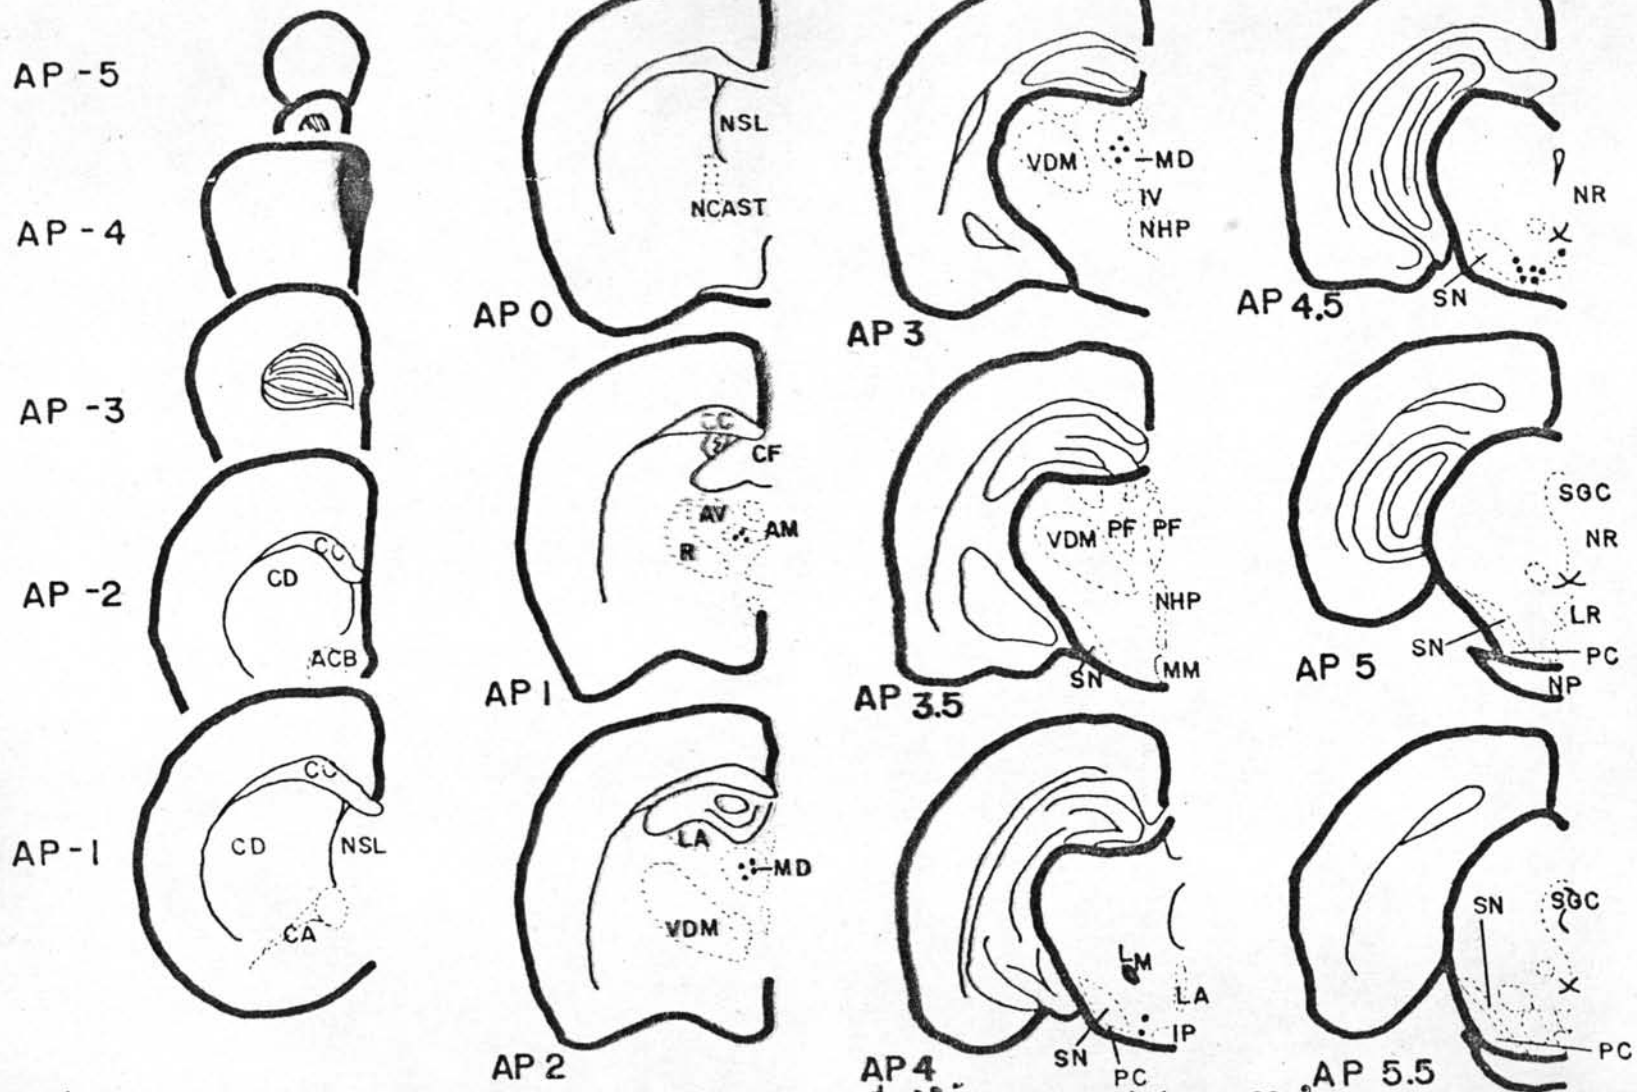 AP -5
AP -4
AP -3
CC
CD
ACB
AP -2
CC
CD
NSL
CA
AP -1
NSL
NCAST
AP 0
CC
CF
AV
AM
R
AP 1
LA
MD
VDM
AP 2
VDM
MD
IV
NHP
AP 3
VDM
PF
PF
NHP
MM
SN
AP 3.5
LM
LA
IP
SN
PC
AP 4
NR
SN
AP 4.5
SGC
NR
LR
SN
PC
NP
AP 5
SN
SGC
PC
AP 5.5